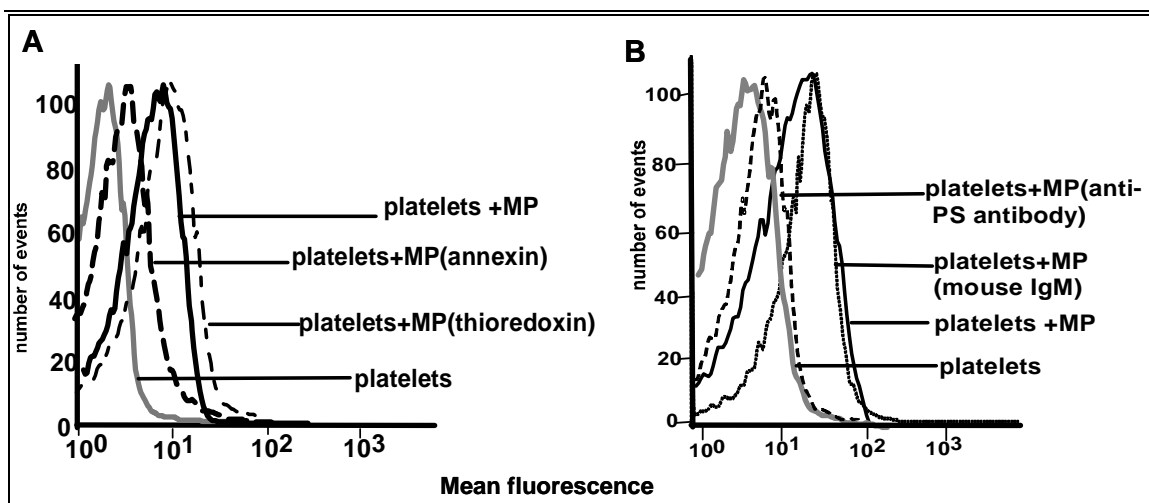 A
number of events
100
80
60
40
20
0
platelets +MP
platelets+MP(annexin)
platelets+MP(thioredoxin)
platelets
10⁰ 10¹ 10² 10³
B
number of events
100
80
60
40
20
0
platelets+MP(anti-
PS antibody)
platelets+MP
(mouse IgM)
platelets +MP
platelets
10⁰ 10¹ 10² 10³
Mean fluorescence